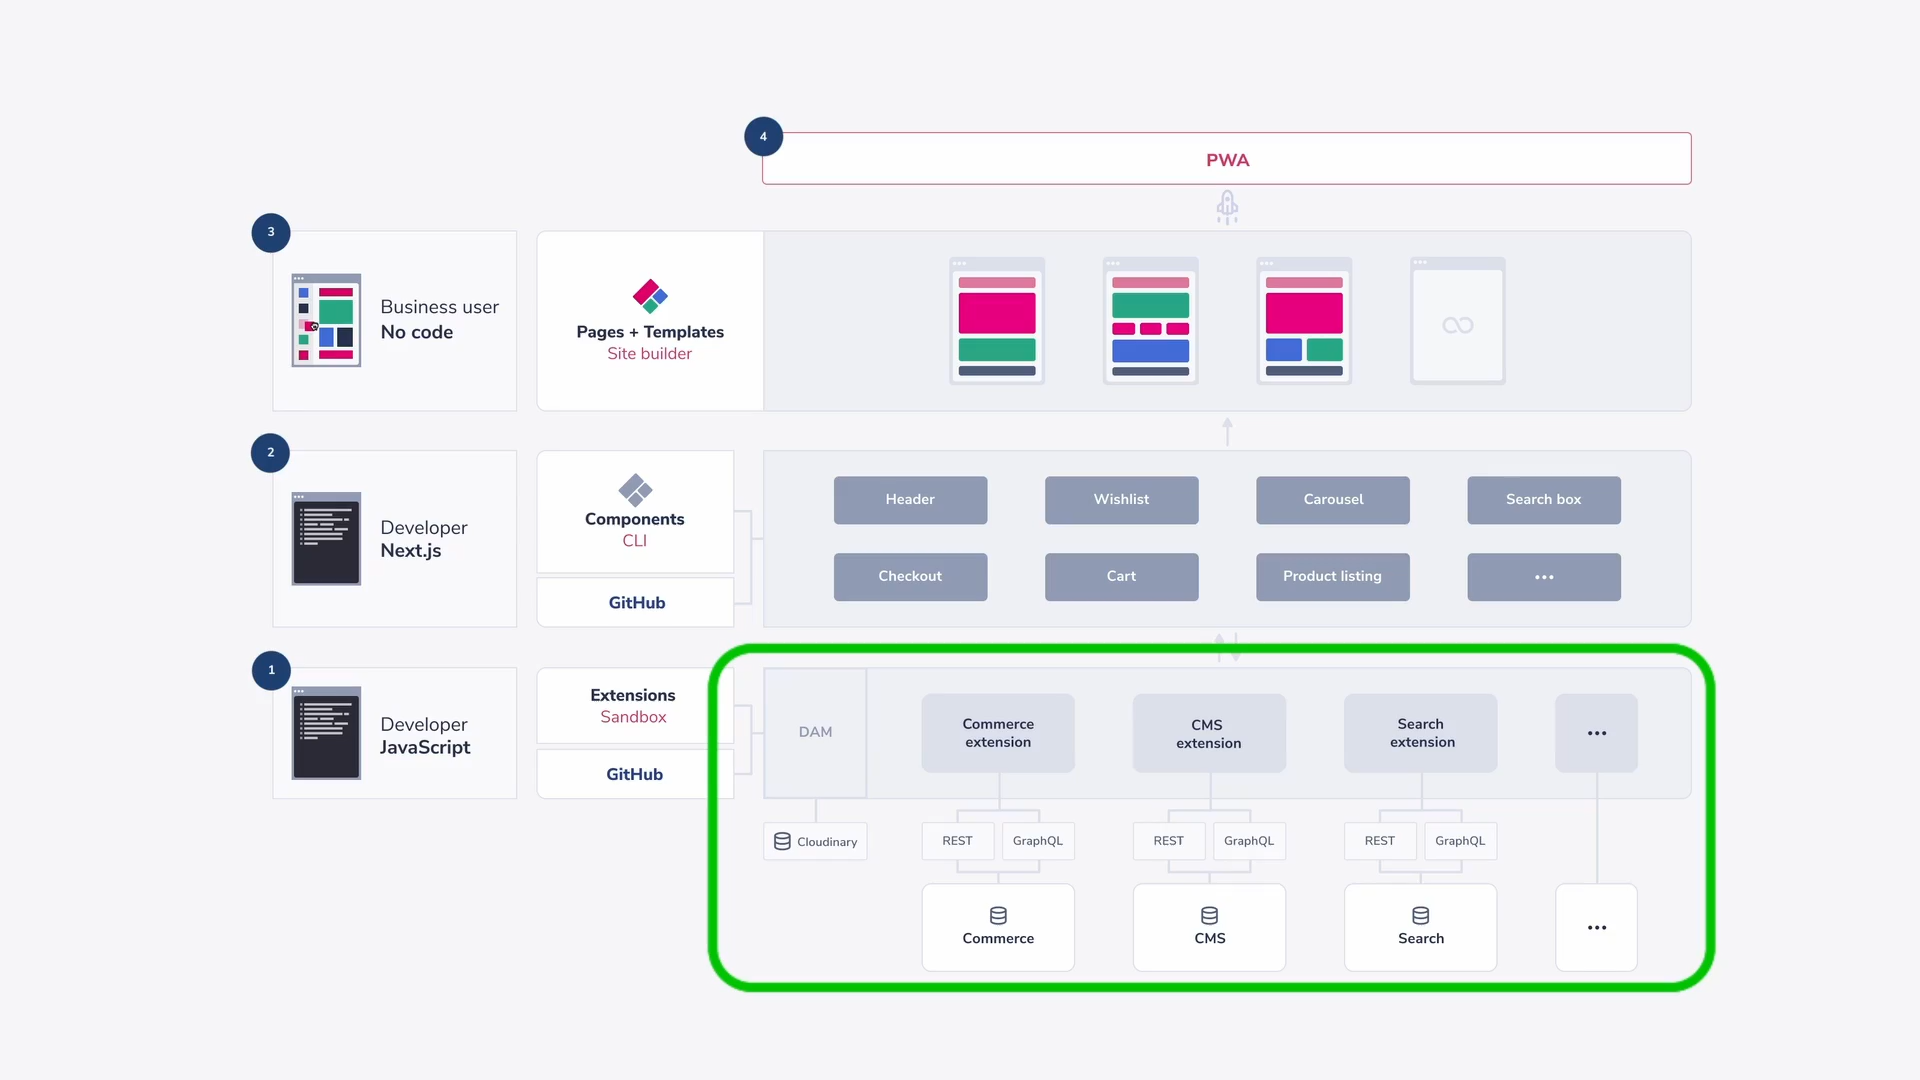 4
PWA
3
Business user
No code
Pages + Templates
Site builder
2
Developer
Next.js
Components
CLI
GitHub
Header
Wishlist
Carousel
Search box
Checkout
Cart
Product listing
...
1
Developer
JavaScript
Extensions
Sandbox
GitHub
DAM
Commerce
extension
CMS
extension
Search
extension
...
Cloudinary
REST
GraphQL
REST
GraphQL
REST
GraphQL
Commerce
CMS
Search
...